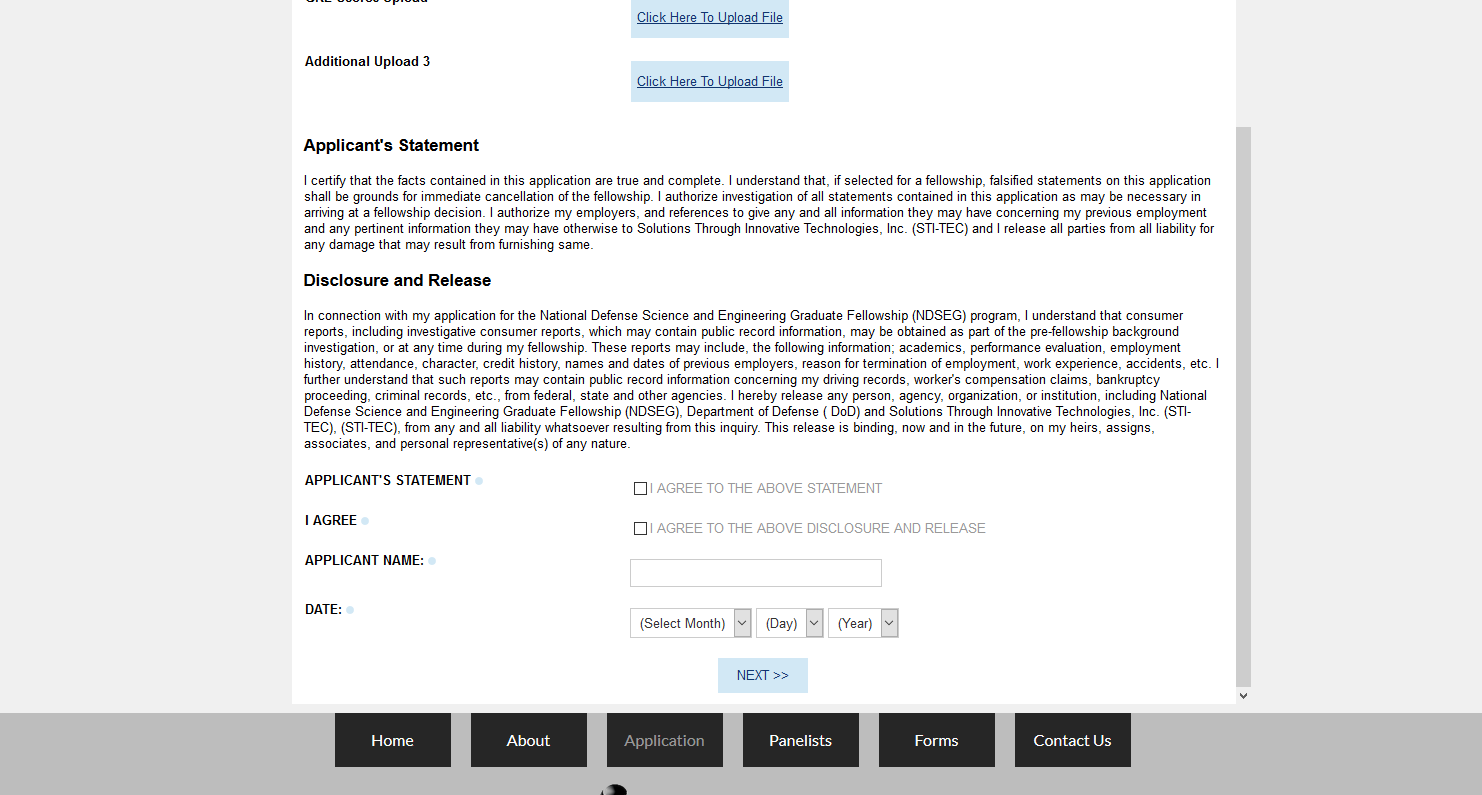 GRE Scores Upload
Click Here To Upload File
Additional Upload 3
Click Here To Upload File
Applicant's Statement
I certify that the facts contained in this application are true and complete. I understand that, if selected for a fellowship, falsified statements on this application
shall be grounds for immediate cancellation of the fellowship. I authorize investigation of all statements contained in this application as may be necessary in
arriving at a fellowship decision. I authorize my employers, and references to give any and all information they may have concerning my previous employment
and any pertinent information they may have otherwise to Solutions Through Innovative Technologies, Inc. (STI-TEC) and I release all parties from all liability for
any damage that may result from furnishing same.
Disclosure and Release
In connection with my application for the National Defense Science and Engineering Graduate Fellowship (NDSEG) program, I understand that consumer
reports, including investigative consumer reports, which may contain public record information, may be obtained as part of the pre-fellowship background
investigation, or at any time during my fellowship. These reports may include, the following information; academics, performance evaluation, employment
history, attendance, character, credit history, names and dates of previous employers, reason for termination of employment, work experience, accidents, etc. I
further understand that such reports may contain public record information concerning my driving records, worker's compensation claims, bankruptcy
proceeding, criminal records, etc., from federal, state and other agencies. I hereby release any person, agency, organization, or institution, including National
Defense Science and Engineering Graduate Fellowship (NDSEG), Department of Defense ( DoD) and Solutions Through Innovative Technologies, Inc. (STI-
TEC), (STI-TEC), from any and all liability whatsoever resulting from this inquiry. This release is binding, now and in the future, on my heirs, assigns,
associates, and personal representative(s) of any nature.
APPLICANT'S STATEMENT
I AGREE TO THE ABOVE STATEMENT
I AGREE
I AGREE TO THE ABOVE DISCLOSURE AND RELEASE
APPLICANT NAME:
DATE:
(Select Month) (Day) (Year)
NEXT >>
Home About Application Panelists Forms Contact Us